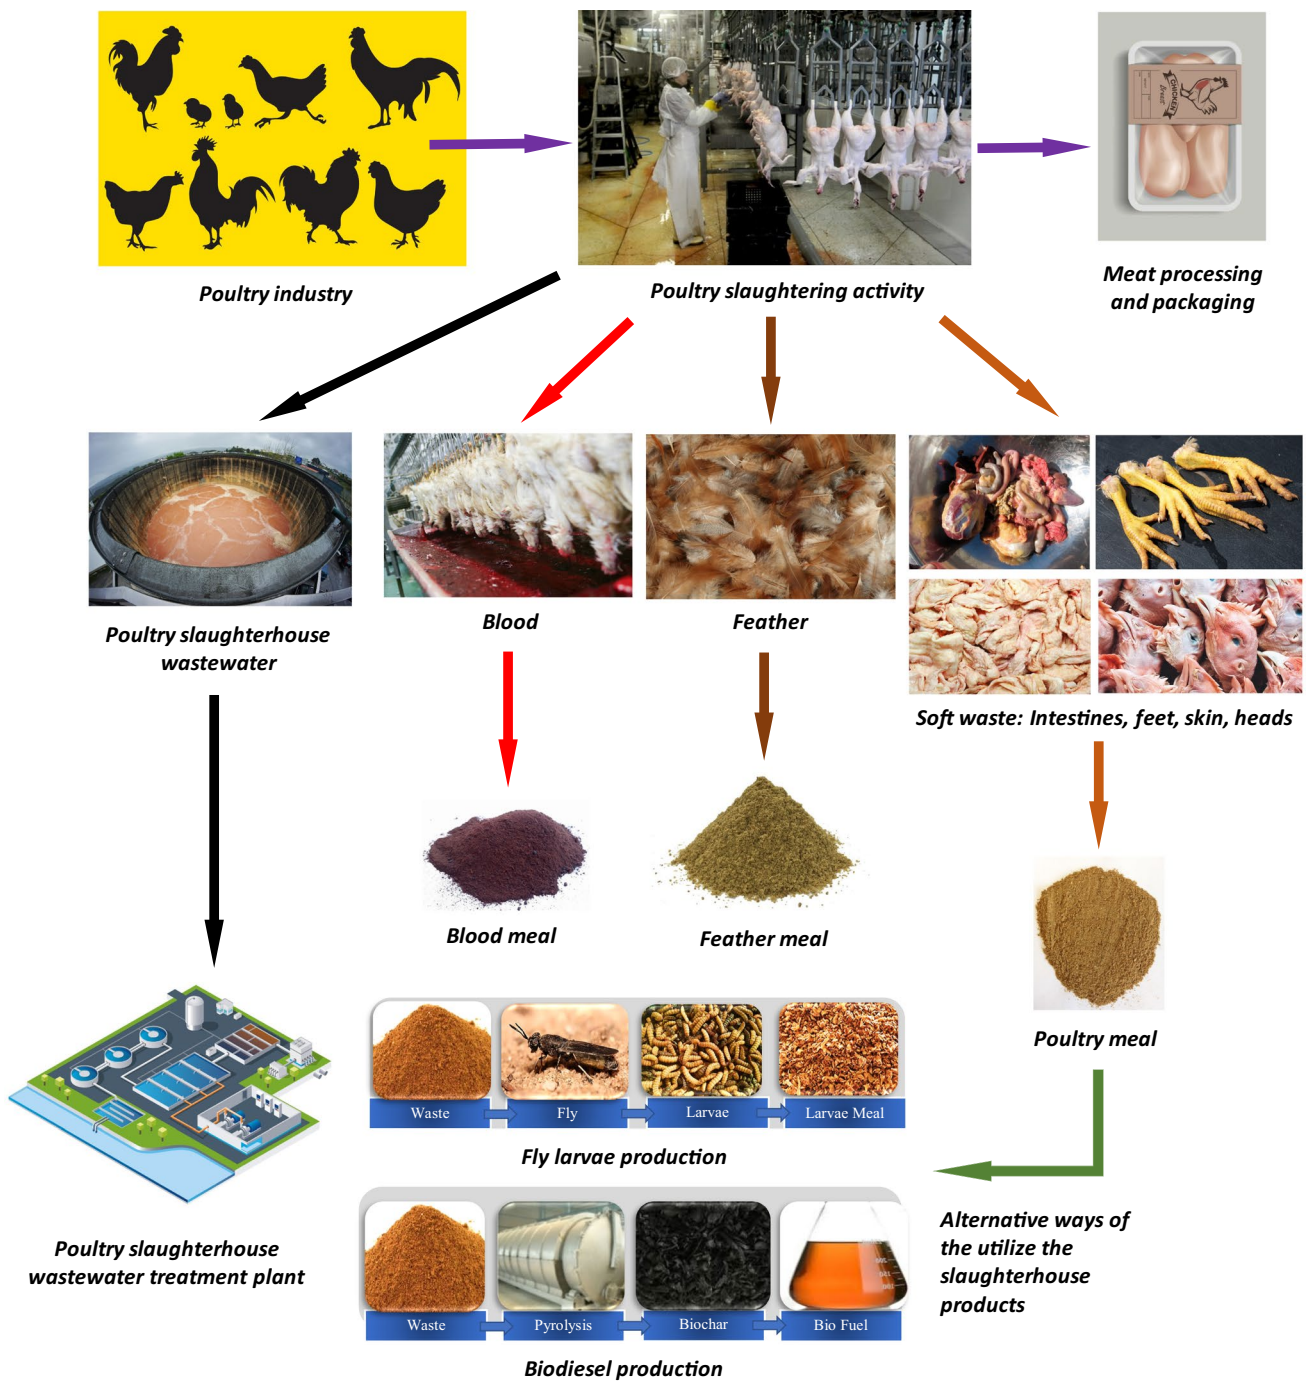 CHICKEN
Breast
Poultry industry
Poultry slaughtering activity
Meat processing
and packaging
Poultry slaughterhouse
wastewater
Blood
Feather
Soft waste: Intestines, feet, skin, heads
Blood meal
Feather meal
Poultry meal
Waste
Fly
Larvae
Larvae Meal
Fly larvae production
Poultry slaughterhouse
wastewater treatment plant
Alternative ways of
the utilize the
slaughterhouse
products
Waste
Pyrolysis
Biochar
Bio Fuel
Biodiesel production